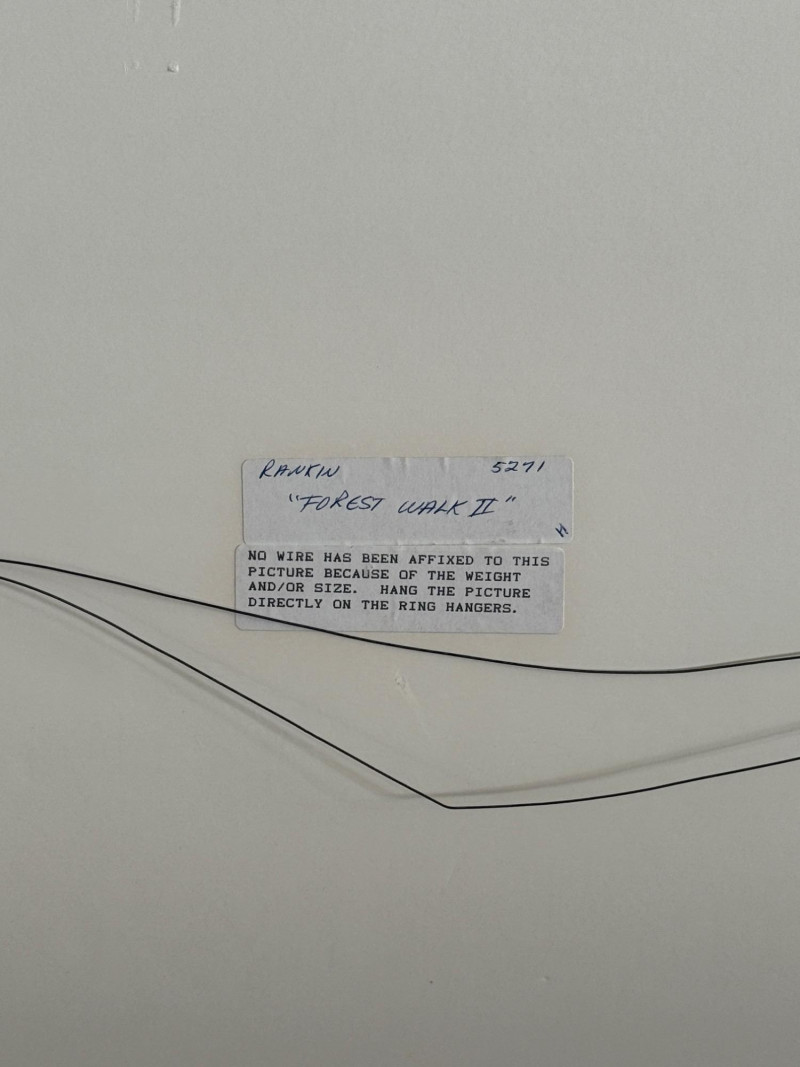 RANKIN 5271
"FOREST WALK II"
NO WIRE HAS BEEN AFFIXED TO THIS
PICTURE BECAUSE OF THE WEIGHT
AND/OR SIZE. HANG THE PICTURE
DIRECTLY ON THE RING HANGERS.